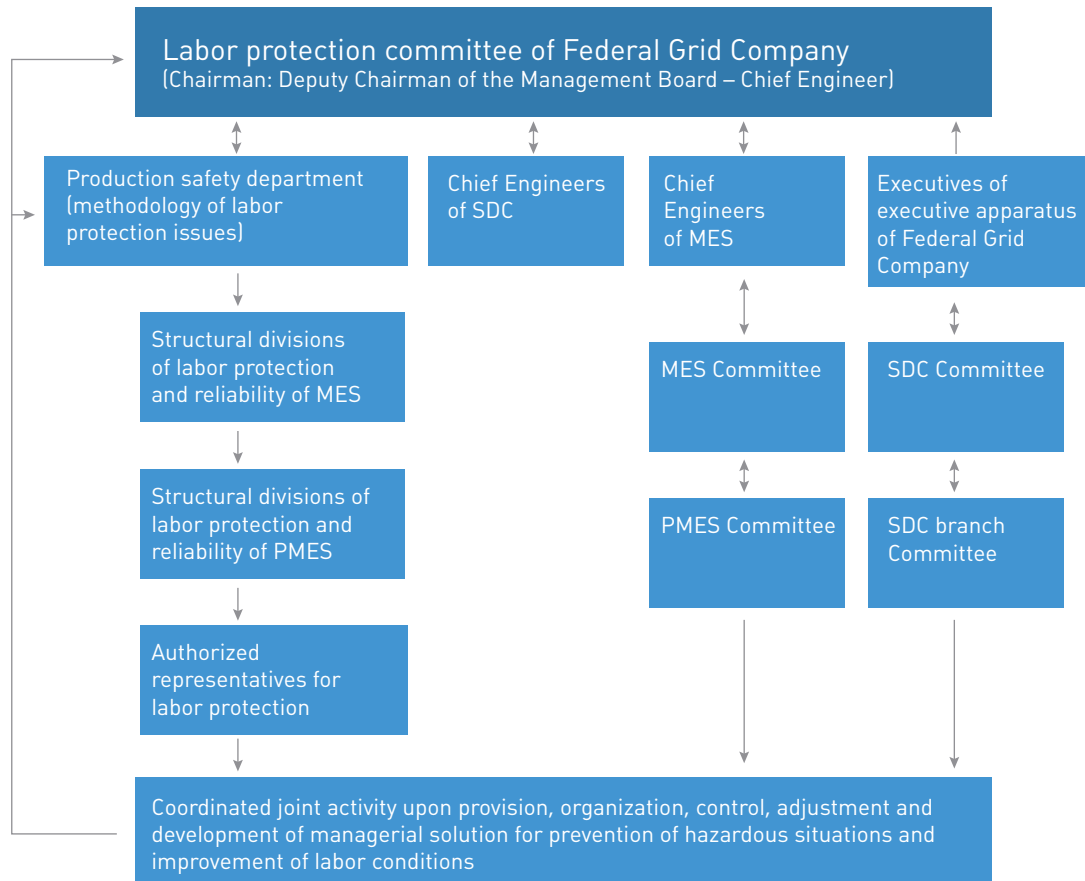 Labor protection committee of Federal Grid Company
(Chairman: Deputy Chairman of the Management Board – Chief Engineer)
Production safety department
(methodology of labor
protection issues)
Chief Engineers
of SDC
Chief
Engineers
of MES
Executives of
executive apparatus
of Federal Grid
Company
Structural divisions
of labor protection
and reliability of MES
MES Committee
SDC Committee
Structural divisions of
labor protection and
reliability of PMES
PMES Committee
SDC branch
Committee
Authorized
representatives for
labor protection
Coordinated joint activity upon provision, organization, control, adjustment and
development of managerial solution for prevention of hazardous situations and
improvement of labor conditions